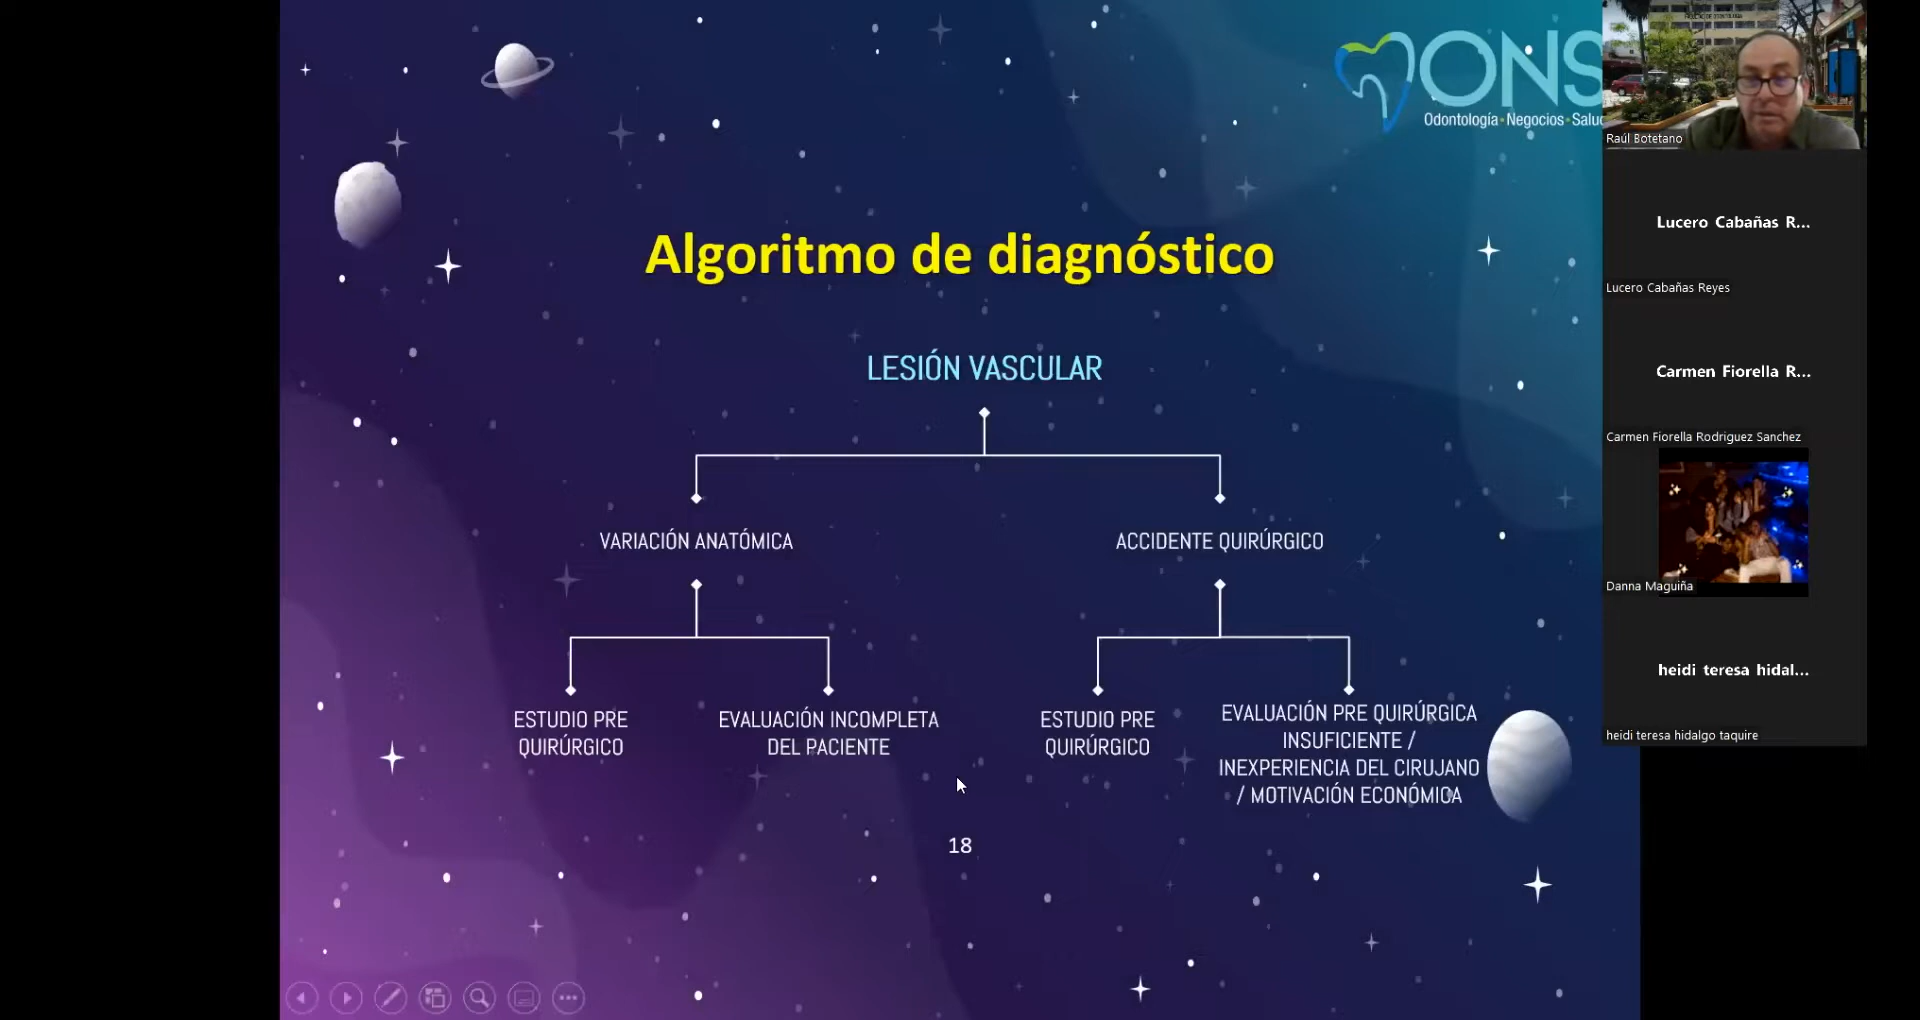 ONS
Odontología•Negocios•Salud
Algoritmo de diagnóstico
LESIÓN VASCULAR
VARIACIÓN ANATÓMICA
ACCIDENTE QUIRÚRGICO
ESTUDIO PRE
QUIRÚRGICO
EVALUACIÓN INCOMPLETA
DEL PACIENTE
ESTUDIO PRE
QUIRÚRGICO
EVALUACIÓN PRE QUIRÚRGICA
INSUFICIENTE /
INEXPERIENCIA DEL CIRUJANO
/ MOTIVACIÓN ECONÓMICA
18
Raúl Botetano
Lucero Cabañas R...
Lucero Cabañas Reyes
Carmen Fiorella R...
Carmen Fiorella Rodriguez Sanchez
Danna Maguiña
heidi teresa hidal...
heidi teresa hidalgo taquire